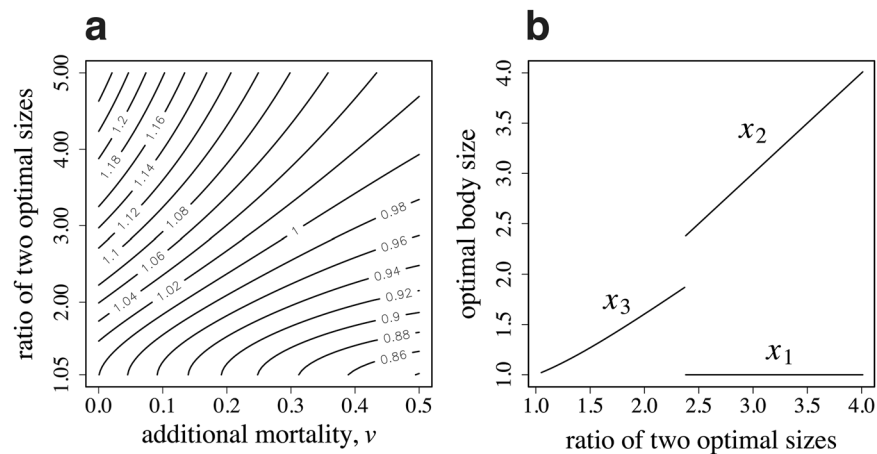 a
ratio of two optimal sizes
5.00
4.00
3.00
2.00
1.05
1.2
1.18
1.16
1.14
1.12
1.1
1.08
1.06
1.04
1.02
1
0.98
0.96
0.94
0.92
0.9
0.88
0.86
0.0 0.1 0.2 0.3 0.4 0.5
additional mortality, v
b
optimal body size
4.0
3.5
3.0
2.5
2.0
1.5
1.0
x2
x3
x1
1.0 1.5 2.0 2.5 3.0 3.5 4.0
ratio of two optimal sizes